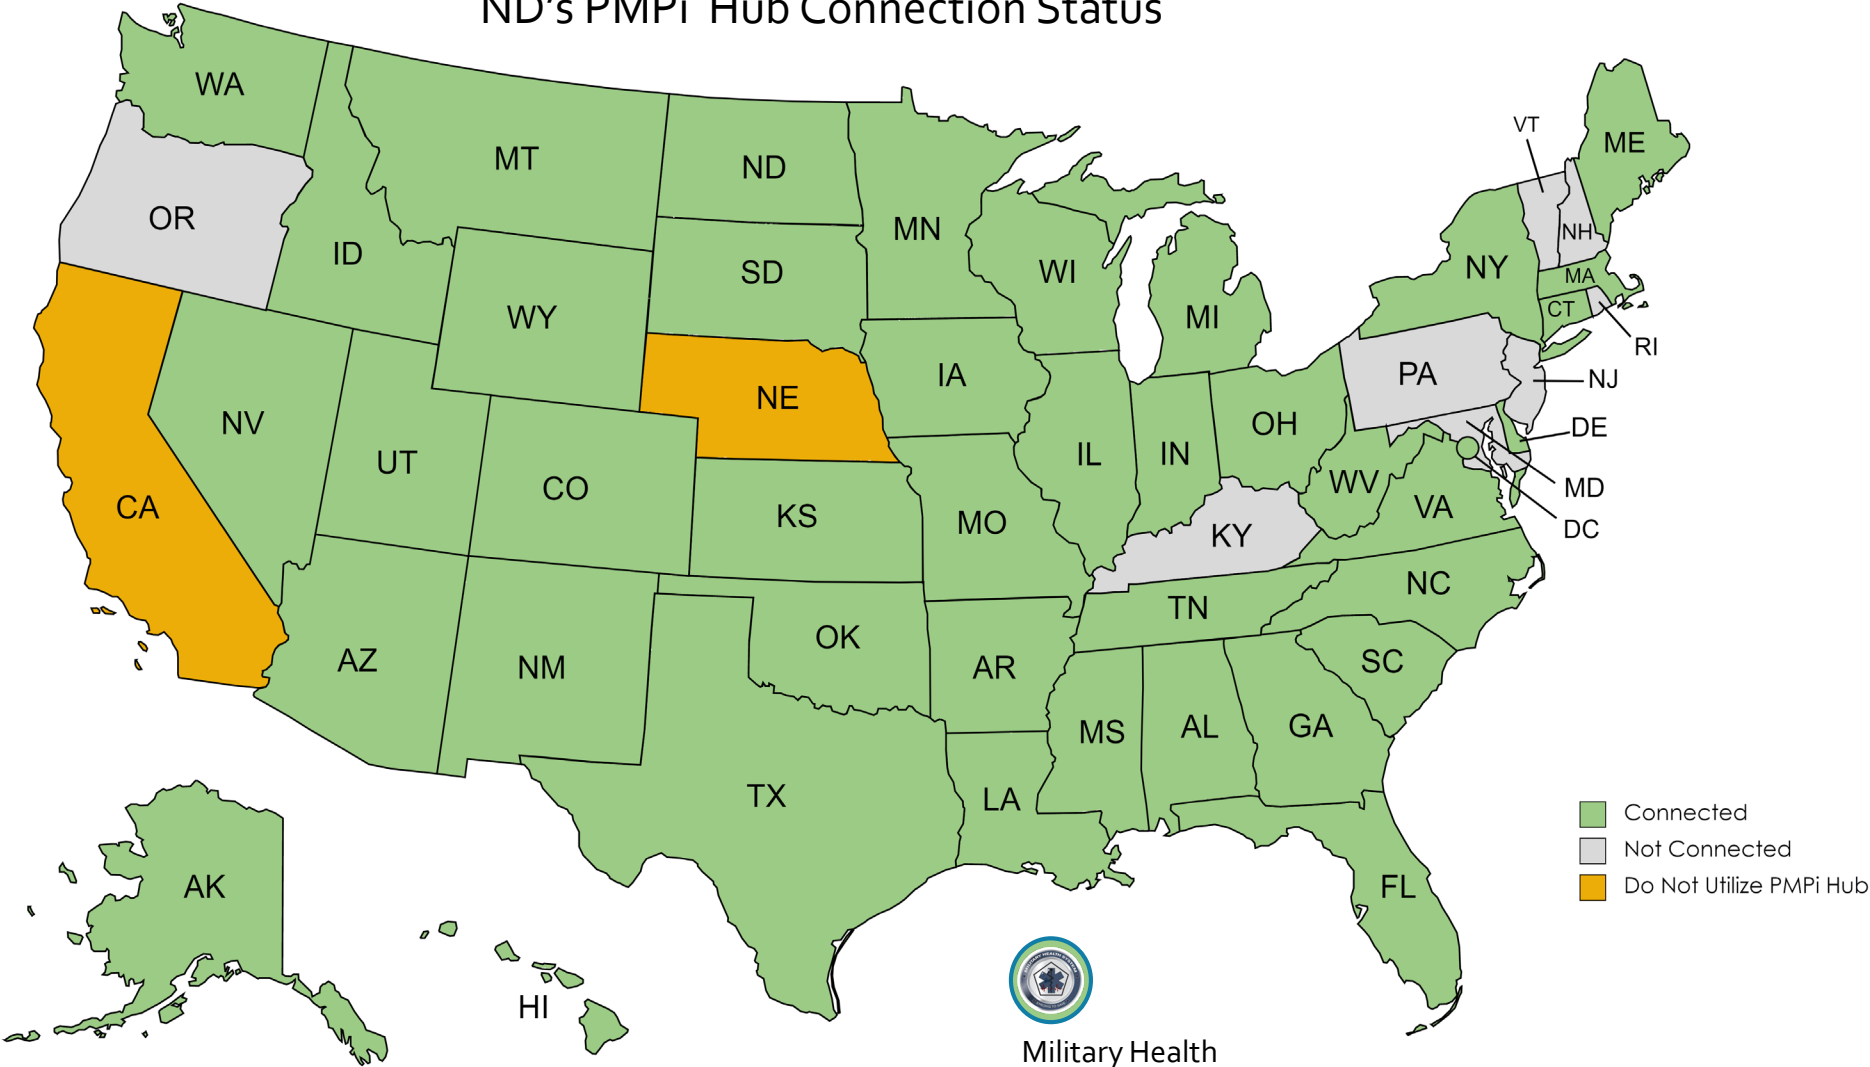 ND's PMPi Hub Connection Status
WA
MT
ND
MN
VT
ME
OR
ID
SD
WI
NH
NY
MA
WY
MI
CT
RI
IA
PA
NJ
NE
NV
OH
DE
UT
IL
IN
CO
WV
MD
CA
KS
MO
VA
DC
KY
NC
TN
OK
AZ
NM
AR
SC
MS
AL
GA
TX
LA
Connected
Not Connected
AK
FL
Do Not Utilize PMPi Hub
MILITARY HEALTH SYSTEM
HI
Military Health